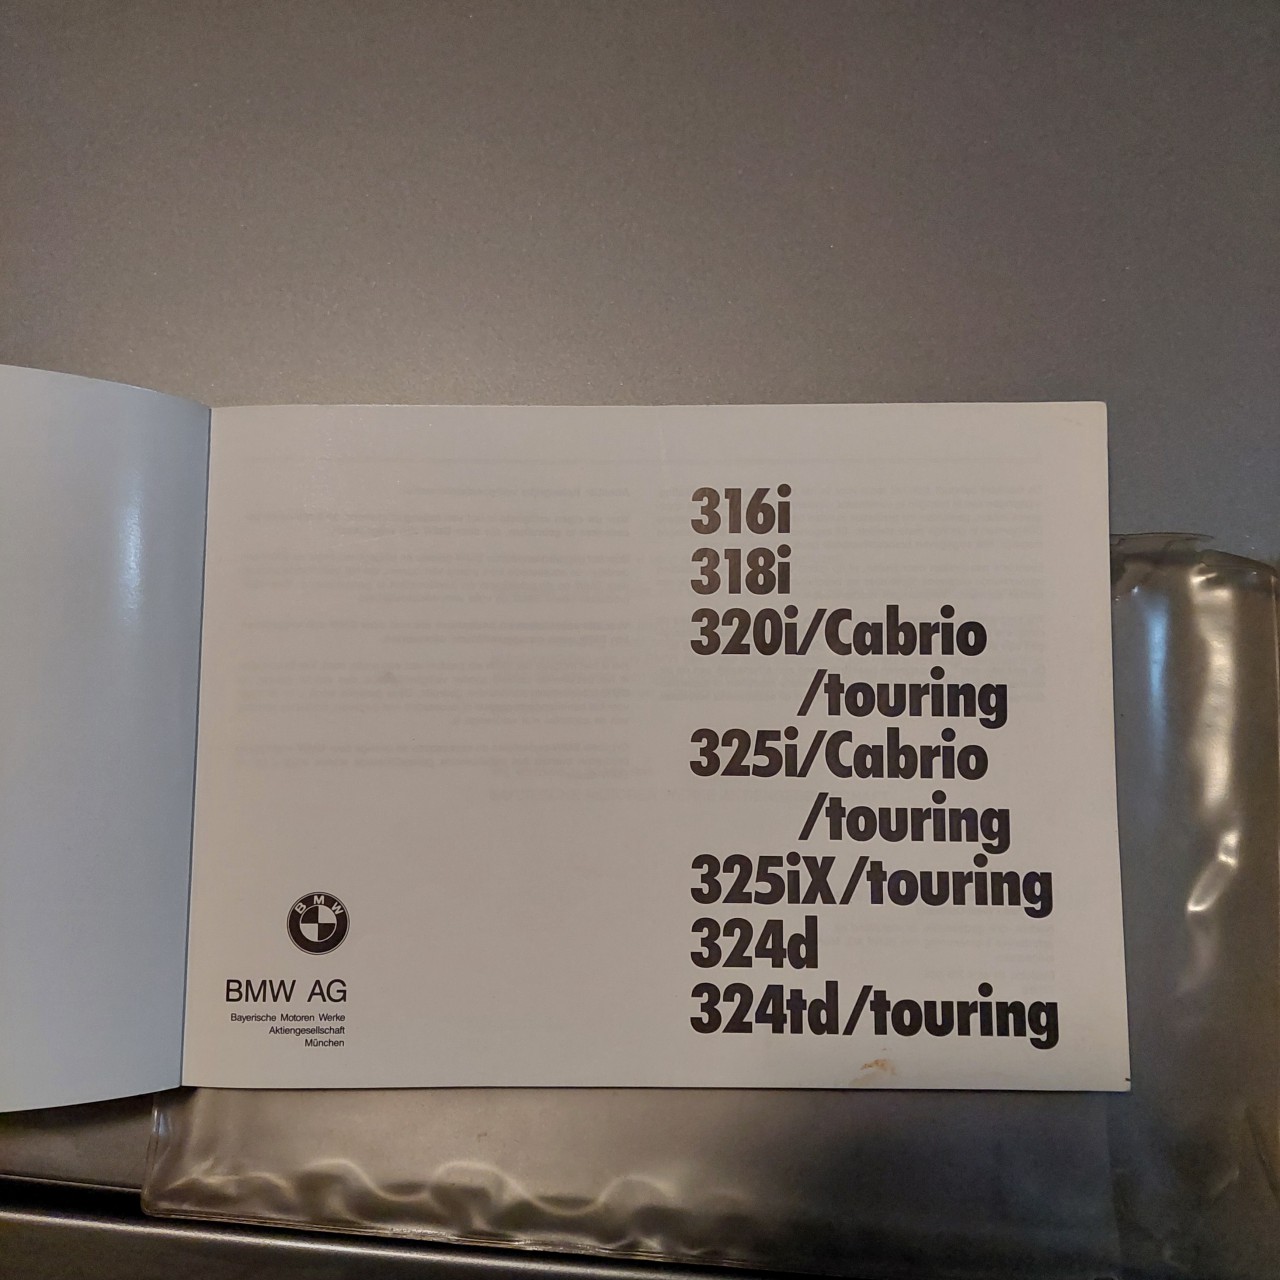 316i
318i
320i/Cabrio
/touring
325i/Cabrio
/touring
325iX/touring
324d
324td/touring
BMW
BMW AG
Bayerische Motoren Werke
Aktiengesellschaft
München